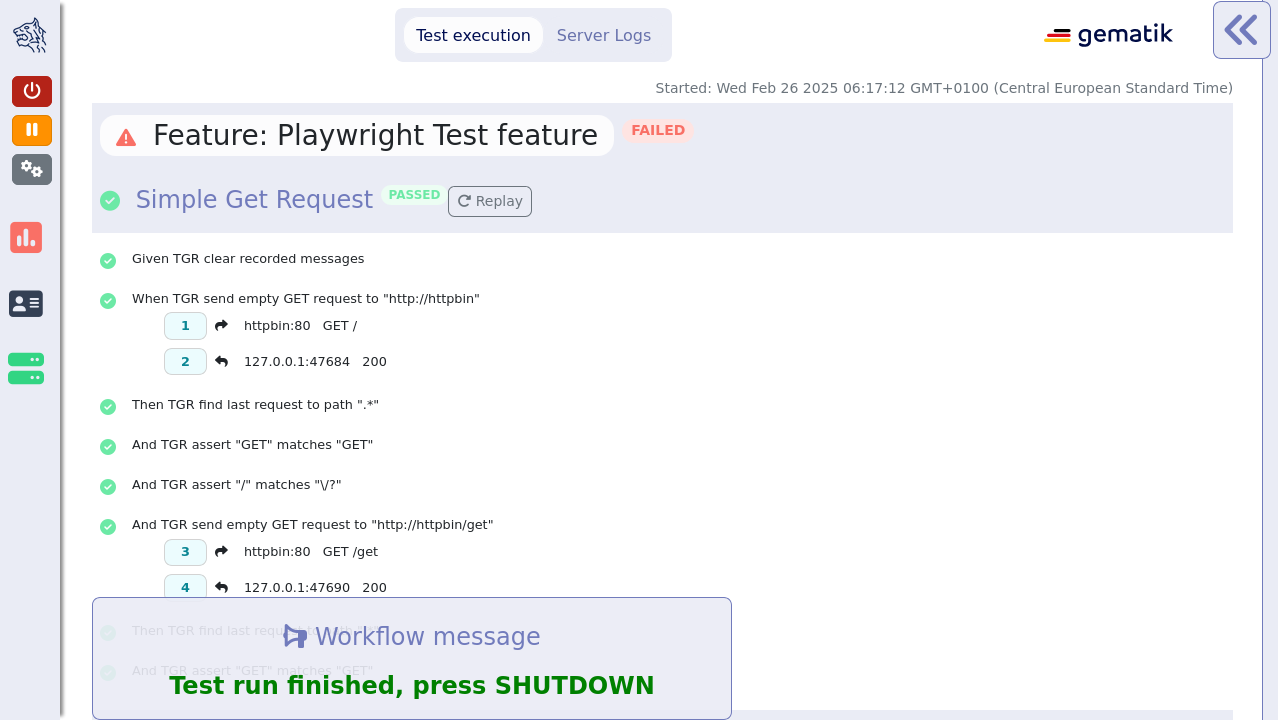 Test execution
Server Logs
gematik
Started: Wed Feb 26 2025 06:17:12 GMT+0100 (Central European Standard Time)
Feature: Playwright Test feature FAILED
Simple Get Request PASSED Replay
Given TGR clear recorded messages
When TGR send empty GET request to "http://httpbin"
1 httpbin:80 GET /
2 127.0.0.1:47684 200
Then TGR find last request to path ".*"
And TGR assert "GET" matches "GET"
And TGR assert "/" matches "\/?"
And TGR send empty GET request to "http://httpbin/get"
3 httpbin:80 GET /get
4 127.0.0.1:47690 200
Then TGR find last request to path
Workflow message
And TGR assert "GET" matches "GET"
Test run finished, press SHUTDOWN